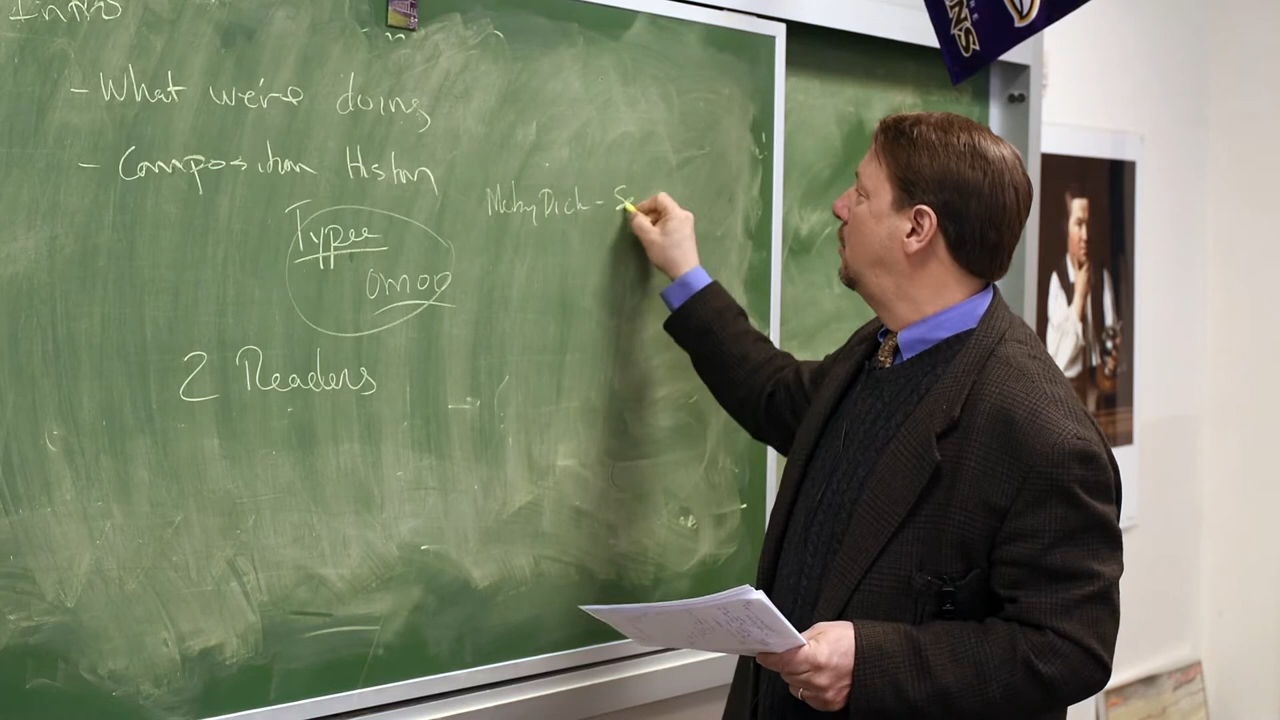 Intro
- What we're doing
- Composition History
Moby Dick - S
Typee
Omoo
2 Readers